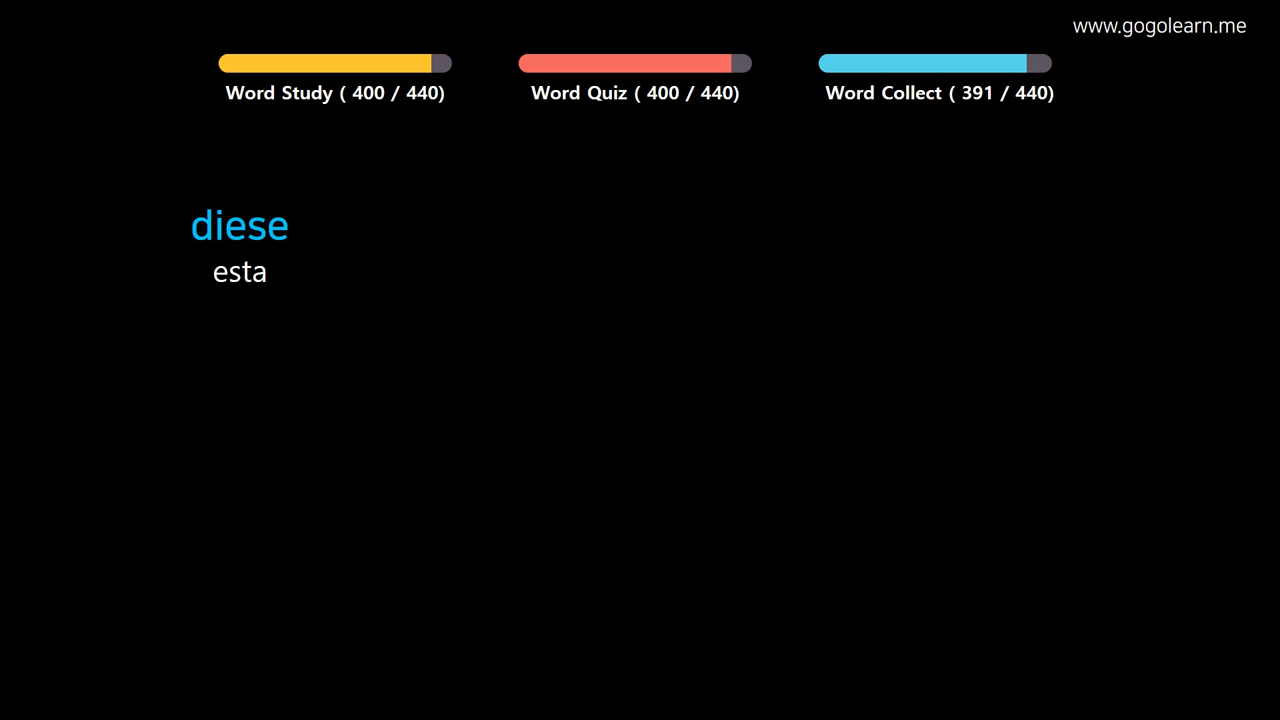 www.gogolearn.me
Word Study ( 400 / 440)
Word Quiz ( 400 / 440)
Word Collect ( 391 / 440)
diese
esta